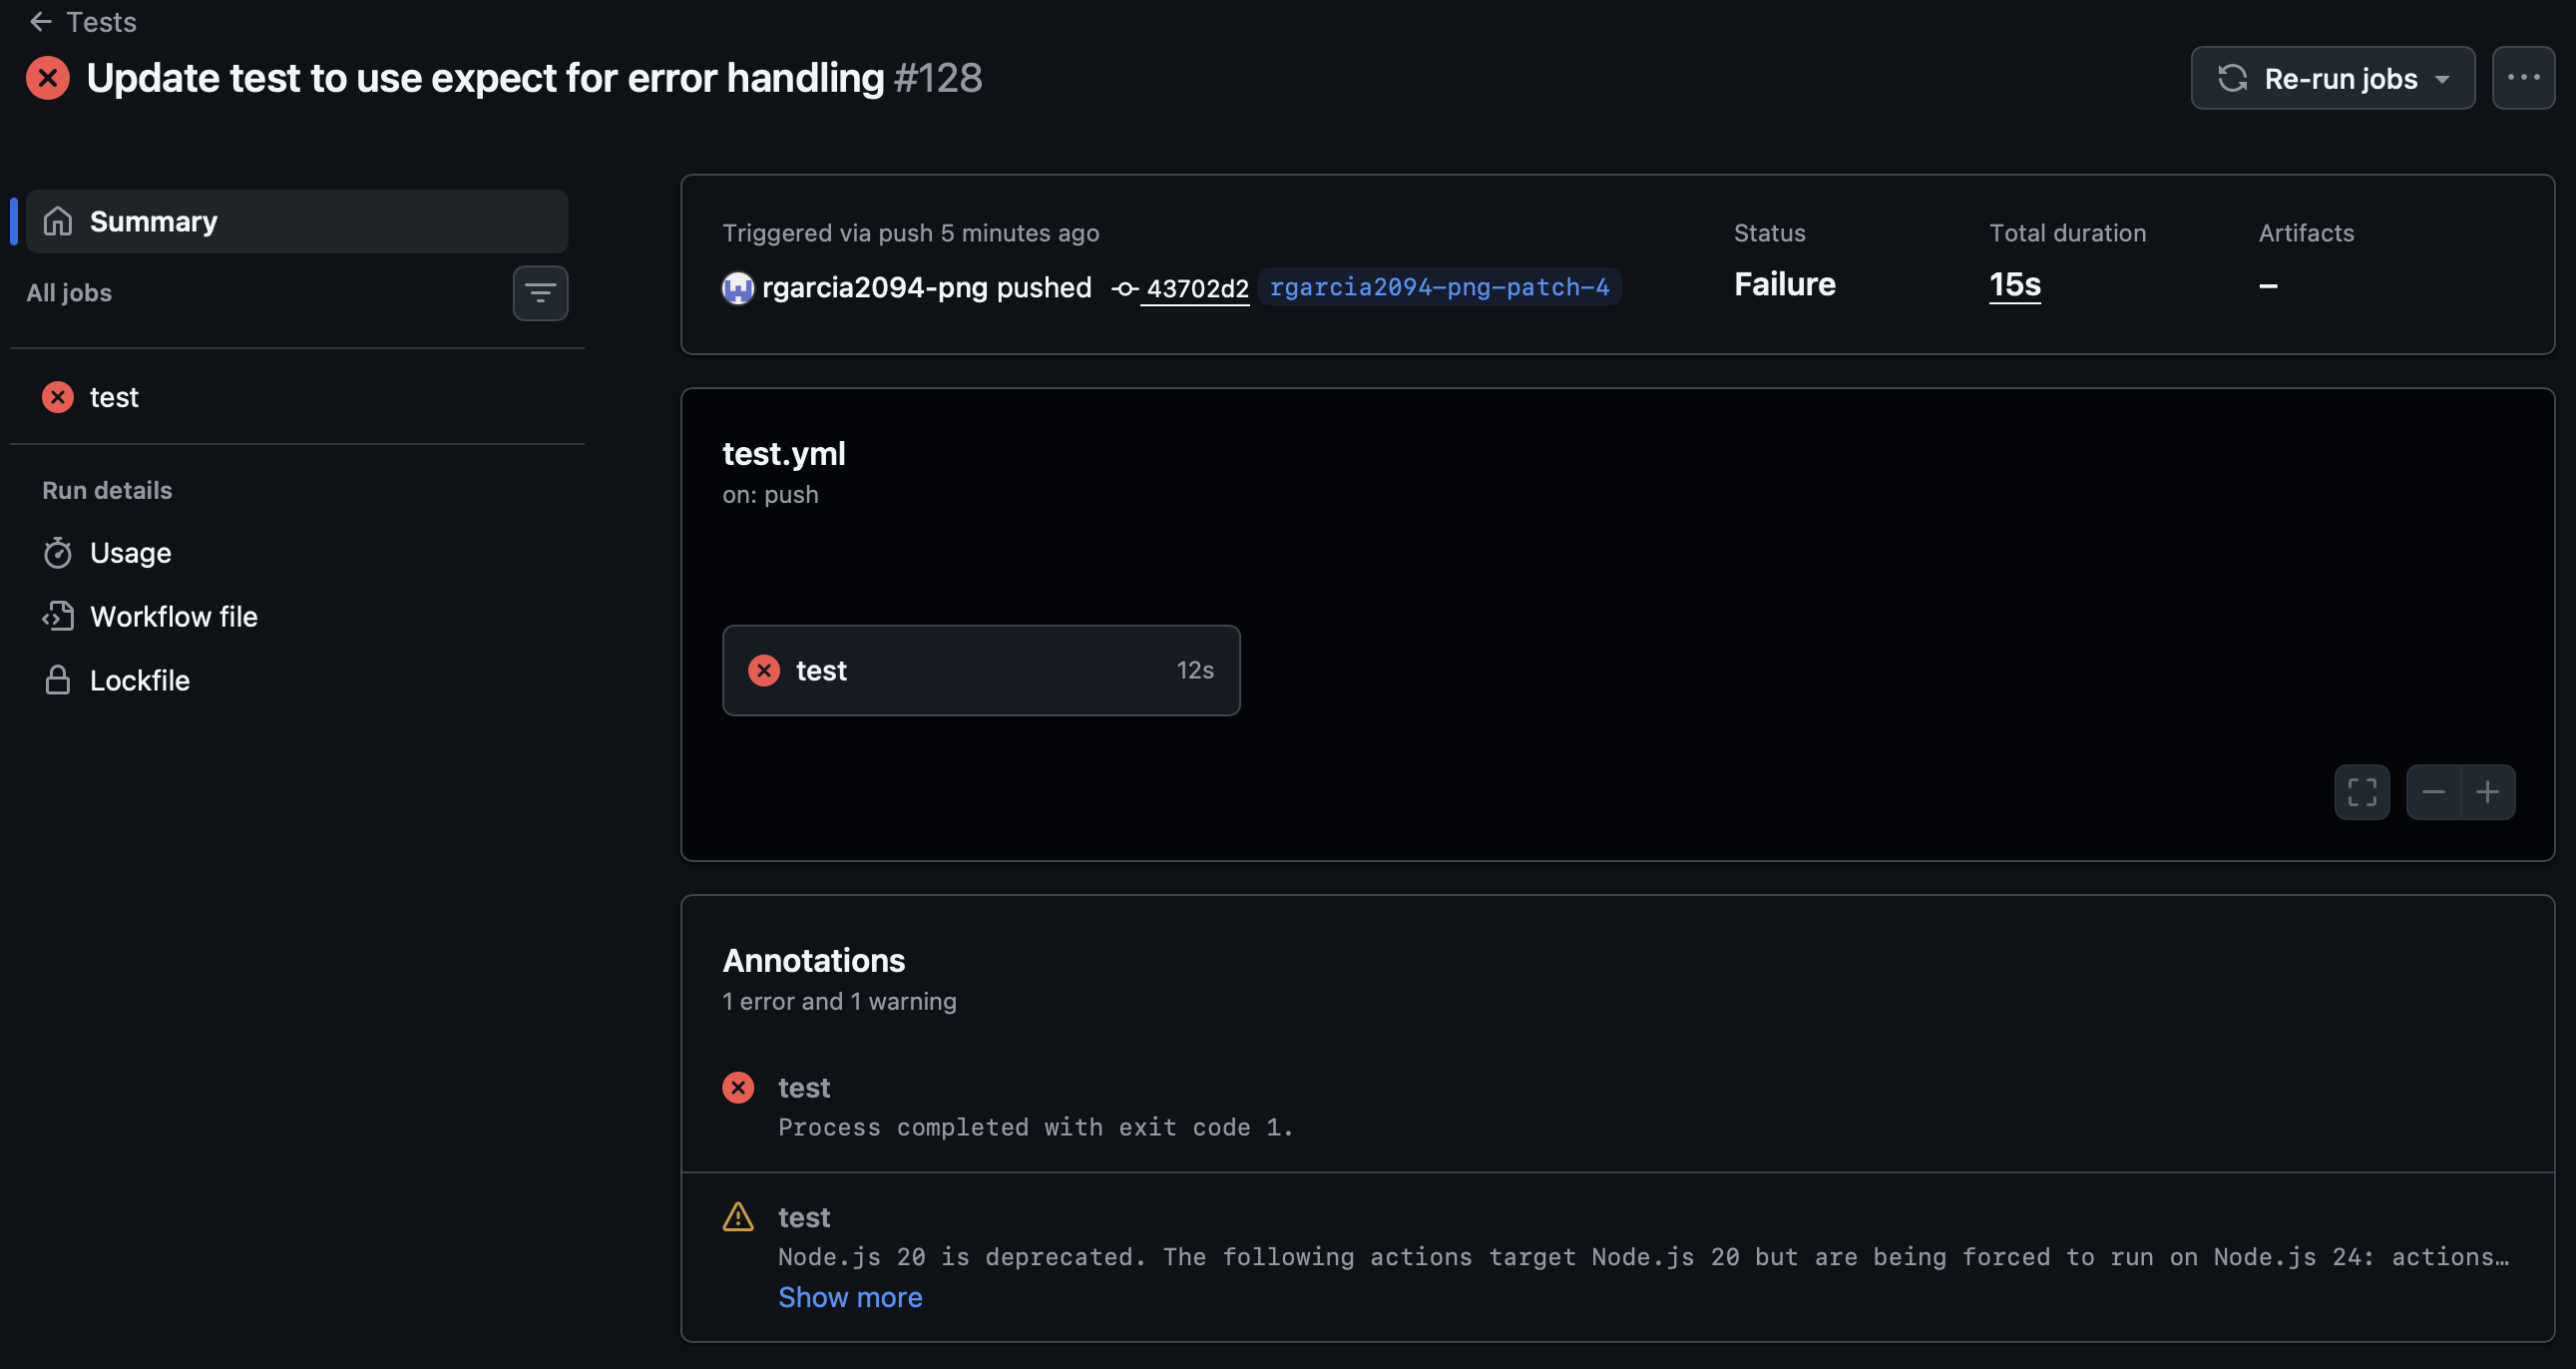 Tests
Update test to use expect for error handling #128
Re-run jobs
Summary
All jobs
test
Run details
Usage
Workflow file
Lockfile
Triggered via push 5 minutes ago
rgarcia2094-png pushed 43702d2 rgarcia2094-png-patch-4
Status
Failure
Total duration
15s
Artifacts
–
test.yml
on: push
test 12s
Annotations
1 error and 1 warning
test
Process completed with exit code 1.
test
Node.js 20 is deprecated. The following actions target Node.js 20 but are being forced to run on Node.js 24: actions…
Show more